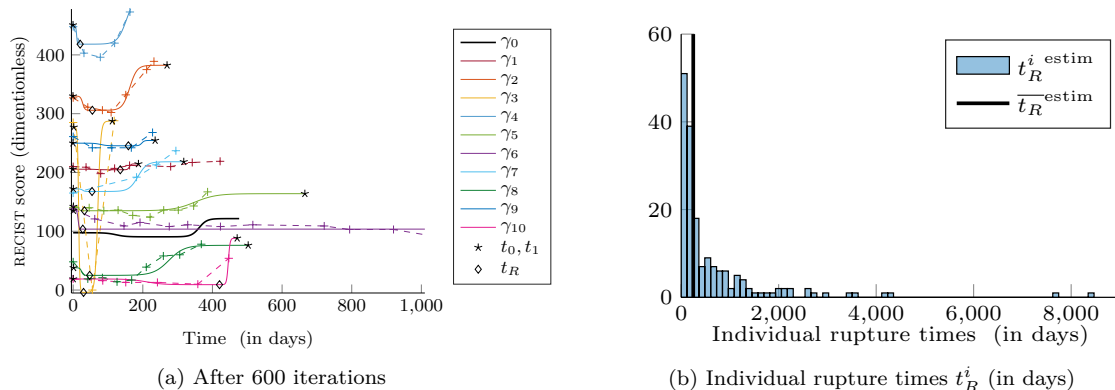 RECIST score (dimentionless)
400
300
200
100
0
0 200 400 600 800 1,000
Time (in days)
γ0
γ1
γ2
γ3
γ4
γ5
γ6
γ7
γ8
γ9
γ10
t0, t1
tR
(a) After 600 iterations
60
40
20
0
0 2,000 4,000 6,000 8,000
Individual rupture times (in days)
t_R^i estim
t̅_R estim
(b) Individual rupture times t_R^i (in days)